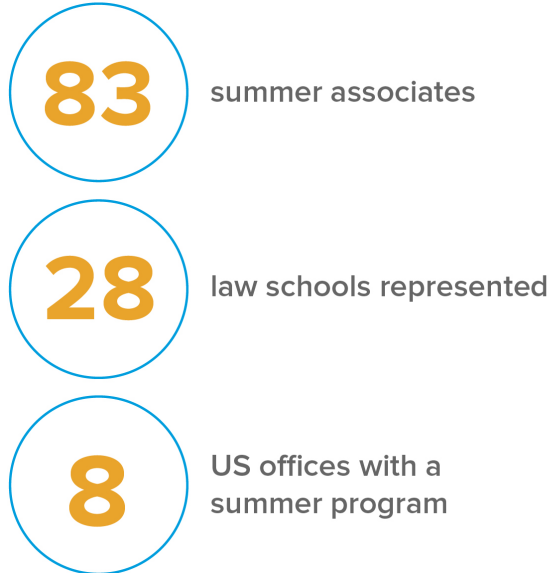 83
summer associates
28
law schools represented
8
US offices with a
summer program